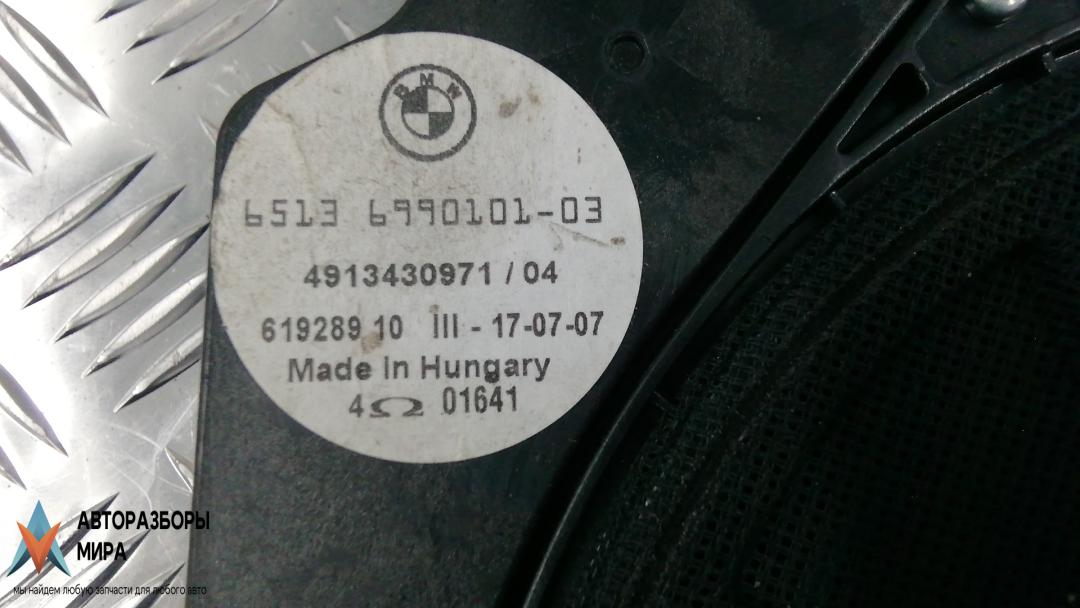 BMW
6513 6990101-03
4913430971 / 04
619289 10 III - 17-07-07
Made In Hungary
4Ω 01641
АВТОРАЗБОРЫ
МИРА
мы найдем любую запчасти для любого авто